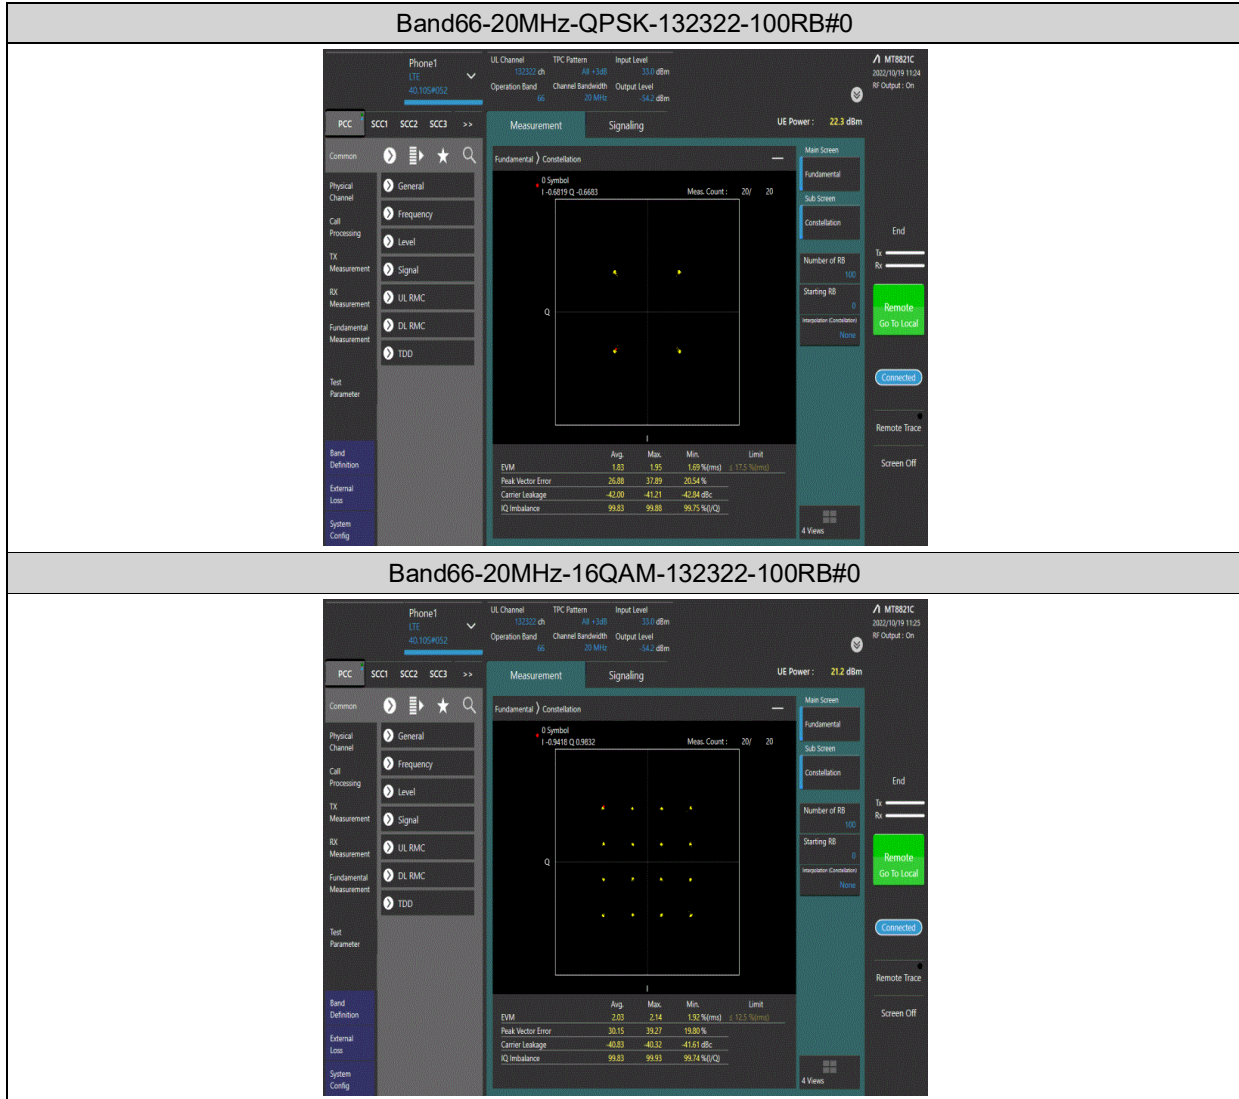 Band66-20MHz-QPSK-132322-100RB#0
Phone1
LTE
40.105#052
UL Channel TPC Pattern Input Level
132322 ch All +3dB 33.0 dBm
Operation Band Channel Bandwidth Output Level
66 20 MHz -54.2 dBm
MT8821C
2022/10/19 11:24
RF Output : On
PCC SCC1 SCC2 SCC3 >>
Measurement Signaling
UE Power : 22.3 dBm
Common
Physical
Channel
Call
Processing
TX
Measurement
RX
Measurement
Fundamental
Measurement
Test
Parameter
Band
Definition
External
Loss
System
Config
General
Frequency
Level
Signal
UL RMC
DL RMC
TDD
Fundamental Constellation
0 Symbol
I -0.6819 Q -0.6683
Meas. Count : 20/ 20
Q
I
Avg. Max. Min. Limit
EVM 1.83 1.95 1.69 %(rms) ≤ 17.5 %(rms)
Peak Vector Error 26.88 37.89 20.54 %
Carrier Leakage -42.00 -41.21 -42.84 dBc
IQ Imbalance 99.83 99.88 99.75 %(I/Q)
Main Screen
Fundamental
Sub Screen
Constellation
Number of RB
100
Starting RB
0
Interpolation (Constellation)
None
4 Views
End
Tx
Rx
Remote
Go To Local
Connected
Remote Trace
Screen Off
Band66-20MHz-16QAM-132322-100RB#0
Phone1
LTE
40.105#052
UL Channel TPC Pattern Input Level
132322 ch All +3dB 33.0 dBm
Operation Band Channel Bandwidth Output Level
66 20 MHz -54.2 dBm
MT8821C
2022/10/19 11:25
RF Output : On
PCC SCC1 SCC2 SCC3 >>
Measurement Signaling
UE Power : 21.2 dBm
Common
Physical
Channel
Call
Processing
TX
Measurement
RX
Measurement
Fundamental
Measurement
Test
Parameter
Band
Definition
External
Loss
System
Config
General
Frequency
Level
Signal
UL RMC
DL RMC
TDD
Fundamental Constellation
0 Symbol
I -0.9418 Q 0.9832
Meas. Count : 20/ 20
Q
I
Avg. Max. Min. Limit
EVM 2.03 2.14 1.92 %(rms) ≤ 12.5 %(rms)
Peak Vector Error 30.15 39.27 19.80 %
Carrier Leakage -40.83 -40.32 -41.61 dBc
IQ Imbalance 99.83 99.93 99.74 %(I/Q)
Main Screen
Fundamental
Sub Screen
Constellation
Number of RB
100
Starting RB
0
Interpolation (Constellation)
None
4 Views
End
Tx
Rx
Remote
Go To Local
Connected
Remote Trace
Screen Off